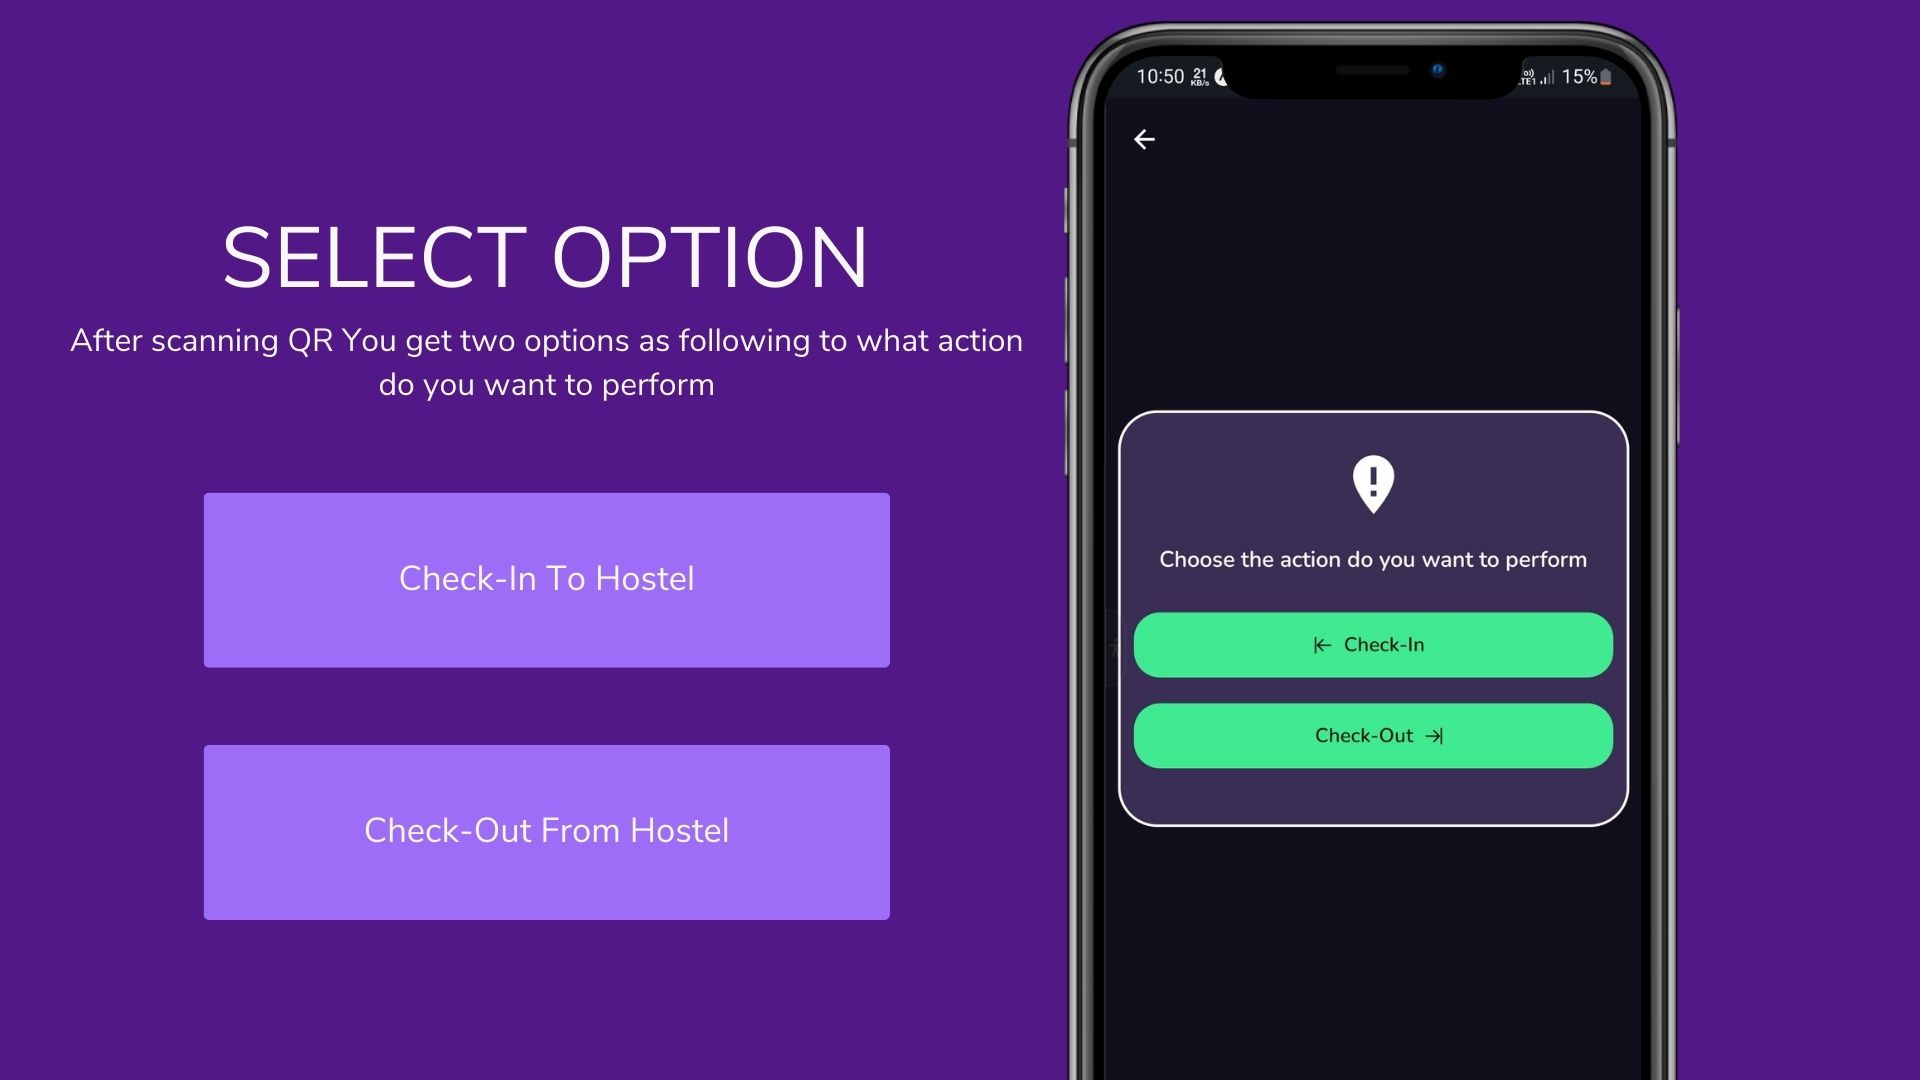 SELECT OPTION
After scanning QR You get two options as following to what action
do you want to perform
Check-In To Hostel
Check-Out From Hostel
10:50 21 KB/s 15%
Choose the action do you want to perform
Check-In
Check-Out